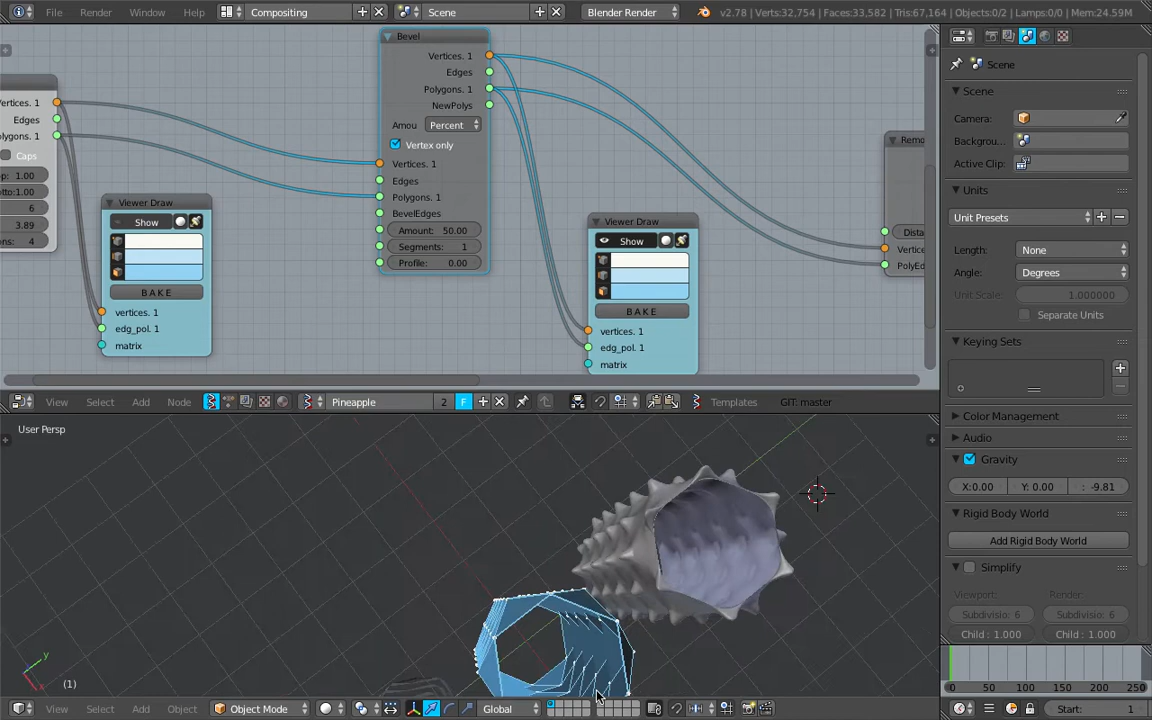 File Render Window Help Compositing Scene Blender Render v2.78 | Verts:32,754 | Faces:33,582 | Tris:67,164 | Objects:0/2 | Lamps:0/0 | Mem:24.59M
Bevel
Vertices. 1
Edges
Polygons. 1
NewPolys
Amou Percent
Vertex only
Vertices. 1
Edges
Polygons. 1
BevelEdges
Amount: 50.00
Segments: 1
Profile: 0.00
Vertices. 1
Edges
olygons. 1
Caps
op: 1.00
otto:1.00
6
3.89
ons: 4
Viewer Draw
Show
BAKE
vertices. 1
edg_pol. 1
matrix
Viewer Draw
Show
BAKE
vertices. 1
edg_pol. 1
matrix
Remo
Dista
Vertice
PolyEd
View Select Add Node Pineapple 2 F Templates GIT: master
User Persp
(1)
View Select Add Object Object Mode Global
Scene
Scene
Camera:
Backgrou:
Active Clip:
Units
Unit Presets
Length: None
Angle: Degrees
Unit Scale: 1.000000
Separate Units
Keying Sets
Color Management
Audio
Gravity
X:0.00 Y: 0.00 : -9.81
Rigid Body World
Add Rigid Body World
Simplify
Viewport: Render:
Subdivisio: 6 Subdivisio: 6
Child : 1.000 Child : 1.000
0 50 100 150 200 250
Start: 1